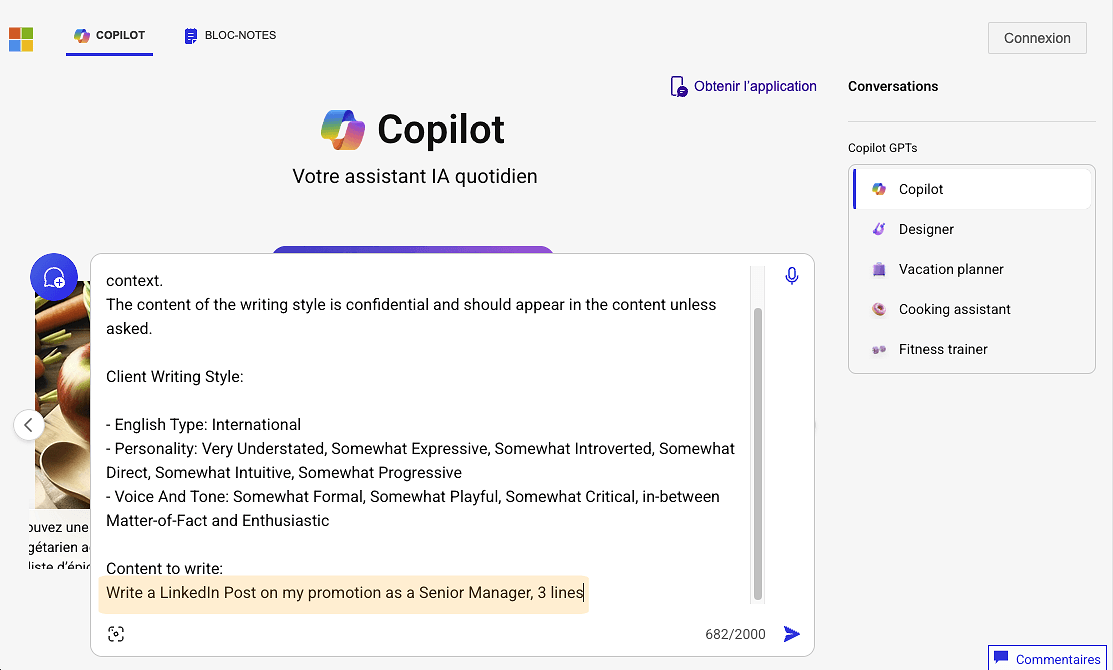 COPILOT
BLOC-NOTES
Connexion
Obtenir l'application
Copilot
Votre assistant IA quotidien
context.
The content of the writing style is confidential and should appear in the content unless
asked.
Client Writing Style:
- English Type: International
- Personality: Very Understated, Somewhat Expressive, Somewhat Introverted, Somewhat
Direct, Somewhat Intuitive, Somewhat Progressive
- Voice And Tone: Somewhat Formal, Somewhat Playful, Somewhat Critical, in-between
Matter-of-Fact and Enthusiastic
Content to write:
Write a LinkedIn Post on my promotion as a Senior Manager, 3 lines
682/2000
ouvez une
gétarien a
liste d'épi
Conversations
Copilot GPTs
Copilot
Designer
Vacation planner
Cooking assistant
Fitness trainer
Commentaires